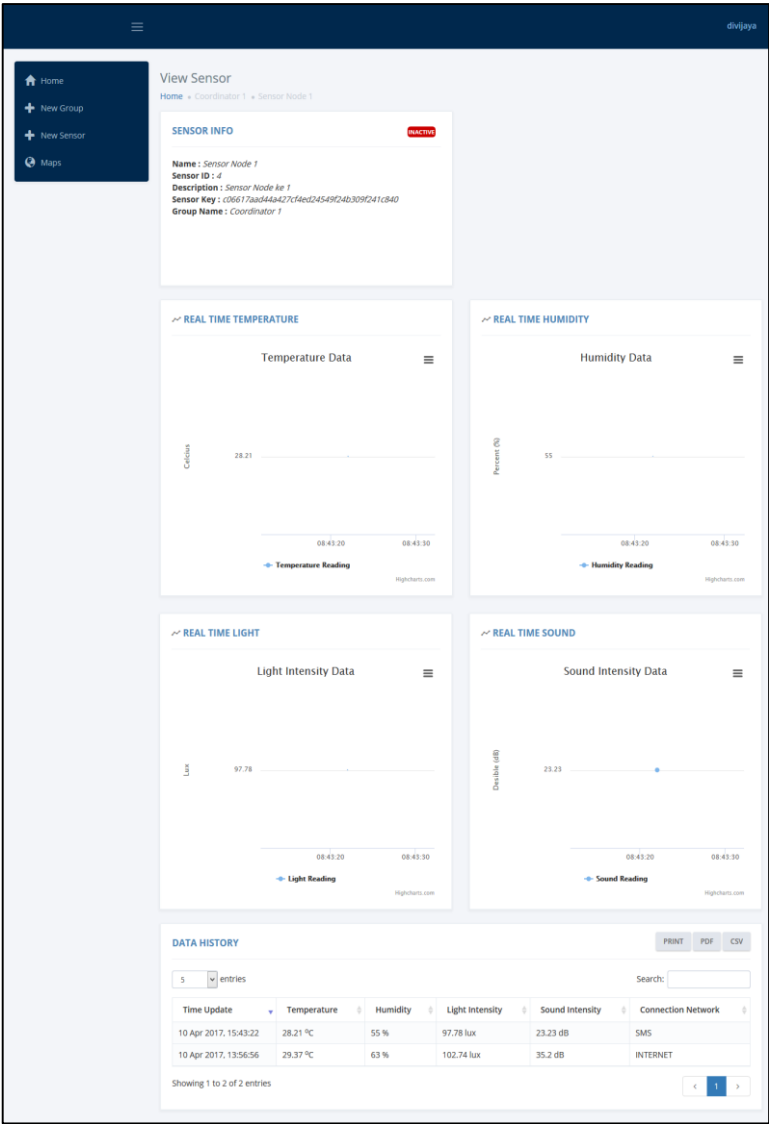 divijaya
Home
New Group
New Sensor
Maps
View Sensor
Home Coordinator 1 Sensor Node 1
SENSOR INFO INACTIVE
Name : Sensor Node 1
Sensor ID : 4
Description : Sensor Node ke 1
Sensor Key : c06617aad44a427cf4ed24549f24b309f241c840
Group Name : Coordinator 1
REAL TIME TEMPERATURE
Temperature Data
Celcius
28.21
08:43:20 08:43:30
Temperature Reading
Highcharts.com
REAL TIME HUMIDITY
Humidity Data
Percent (%)
55
08:43:20 08:43:30
Humidity Reading
Highcharts.com
REAL TIME LIGHT
Light Intensity Data
Lux
97.78
08:43:20 08:43:30
Light Reading
Highcharts.com
REAL TIME SOUND
Sound Intensity Data
Desible (dB)
23.23
08:43:20 08:43:30
Sound Reading
Highcharts.com
DATA HISTORY PRINT PDF CSV
5 entries Search:
Time Update Temperature Humidity Light Intensity Sound Intensity Connection Network
10 Apr 2017, 15:43:22 28.21 ⁰C 55 % 97.78 lux 23.23 dB SMS
10 Apr 2017, 13:56:56 29.37 ⁰C 63 % 102.74 lux 35.2 dB INTERNET
Showing 1 to 2 of 2 entries < 1 >